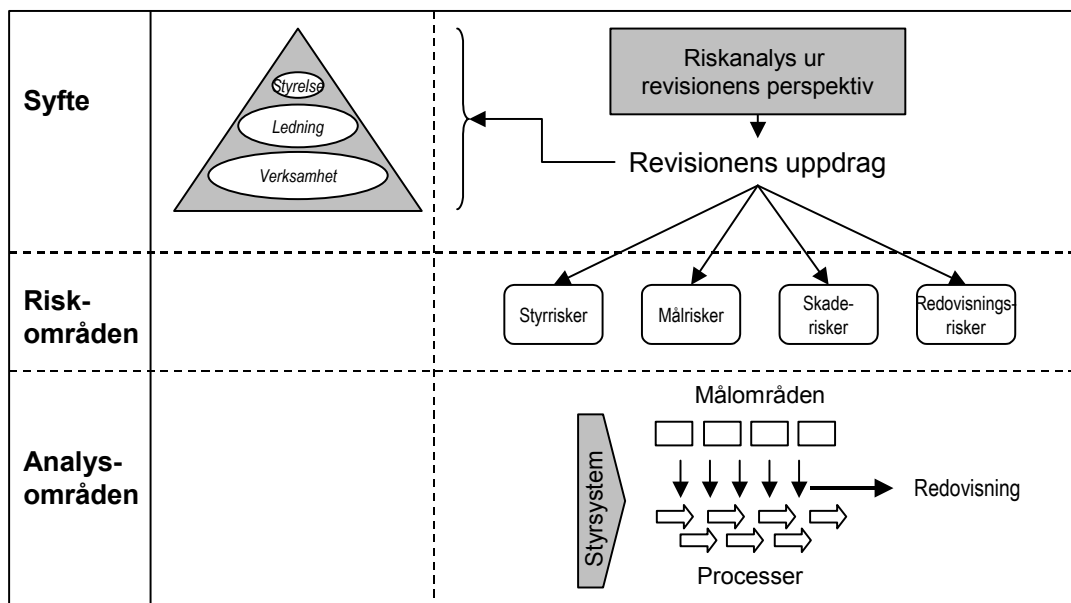 Syfte
Styrelse
Ledning
Verksamhet
Riskanalys ur
revisionens perspektiv
Revisionens uppdrag
Risk-
områden
Styrrisker
Målrisker
Skade-
risker
Redovisnings-
risker
Analys-
områden
Styrsystem
Målområden
Redovisning
Processer